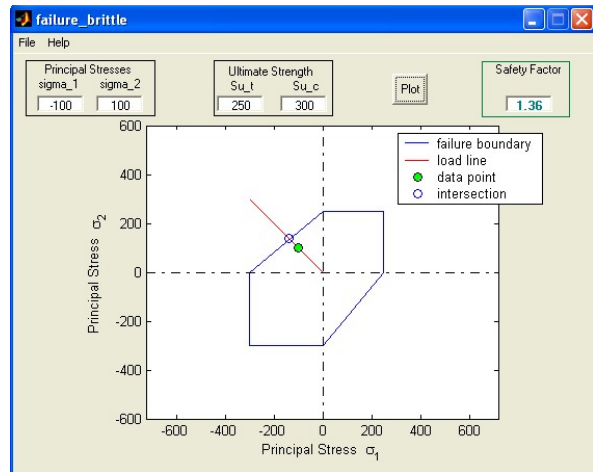 failure_brittle
File Help
Principal Stresses
sigma_1 sigma_2
-100 100
Ultimate Strength
Su_t Su_c
250 300
Plot
Safety Factor
1.36
failure boundary
load line
data point
intersection
600
400
200
0
-200
-400
-600
Principal Stress σ2
-600 -400 -200 0 200 400 600
Principal Stress σ1